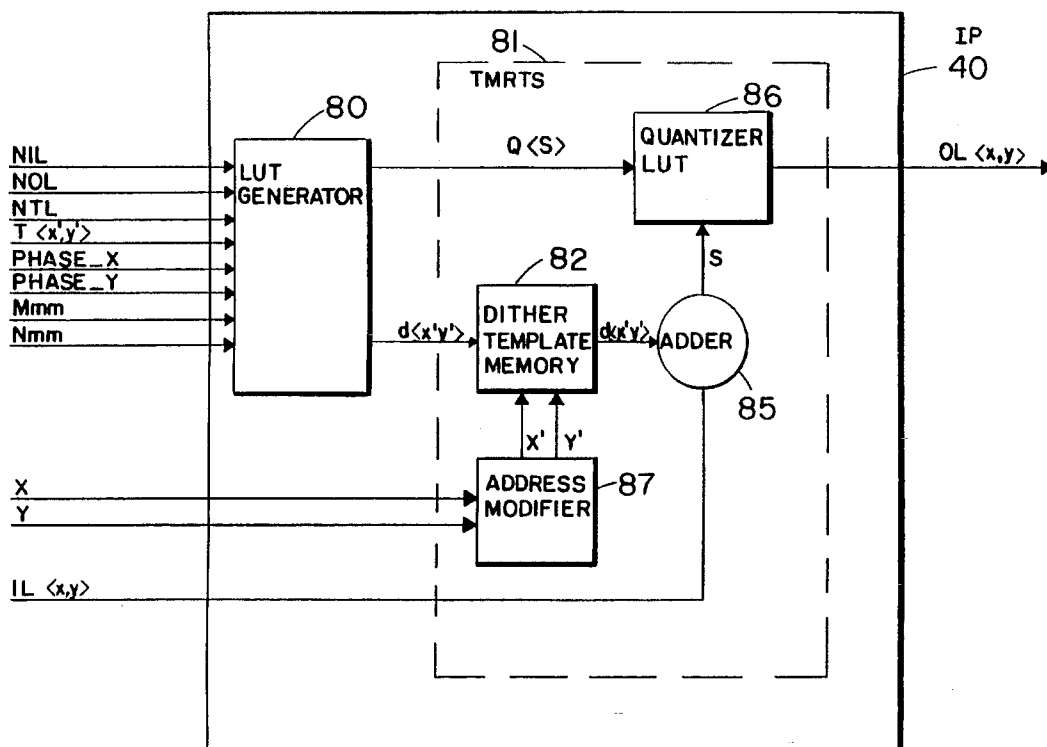 IP
40
81
TMRTS
80
LUT
GENERATOR
86
QUANTIZER
LUT
NIL
NOL
NTL
T <x',y'>
PHASE_X
PHASE_Y
Mmm
Nmm
Q <S>
OL <x,y>
S
82
DITHER
TEMPLATE
MEMORY
d<x'y'>
d<x'y'>
ADDER
85
X'
Y'
ADDRESS
MODIFIER
87
X
Y
IL <x,y>